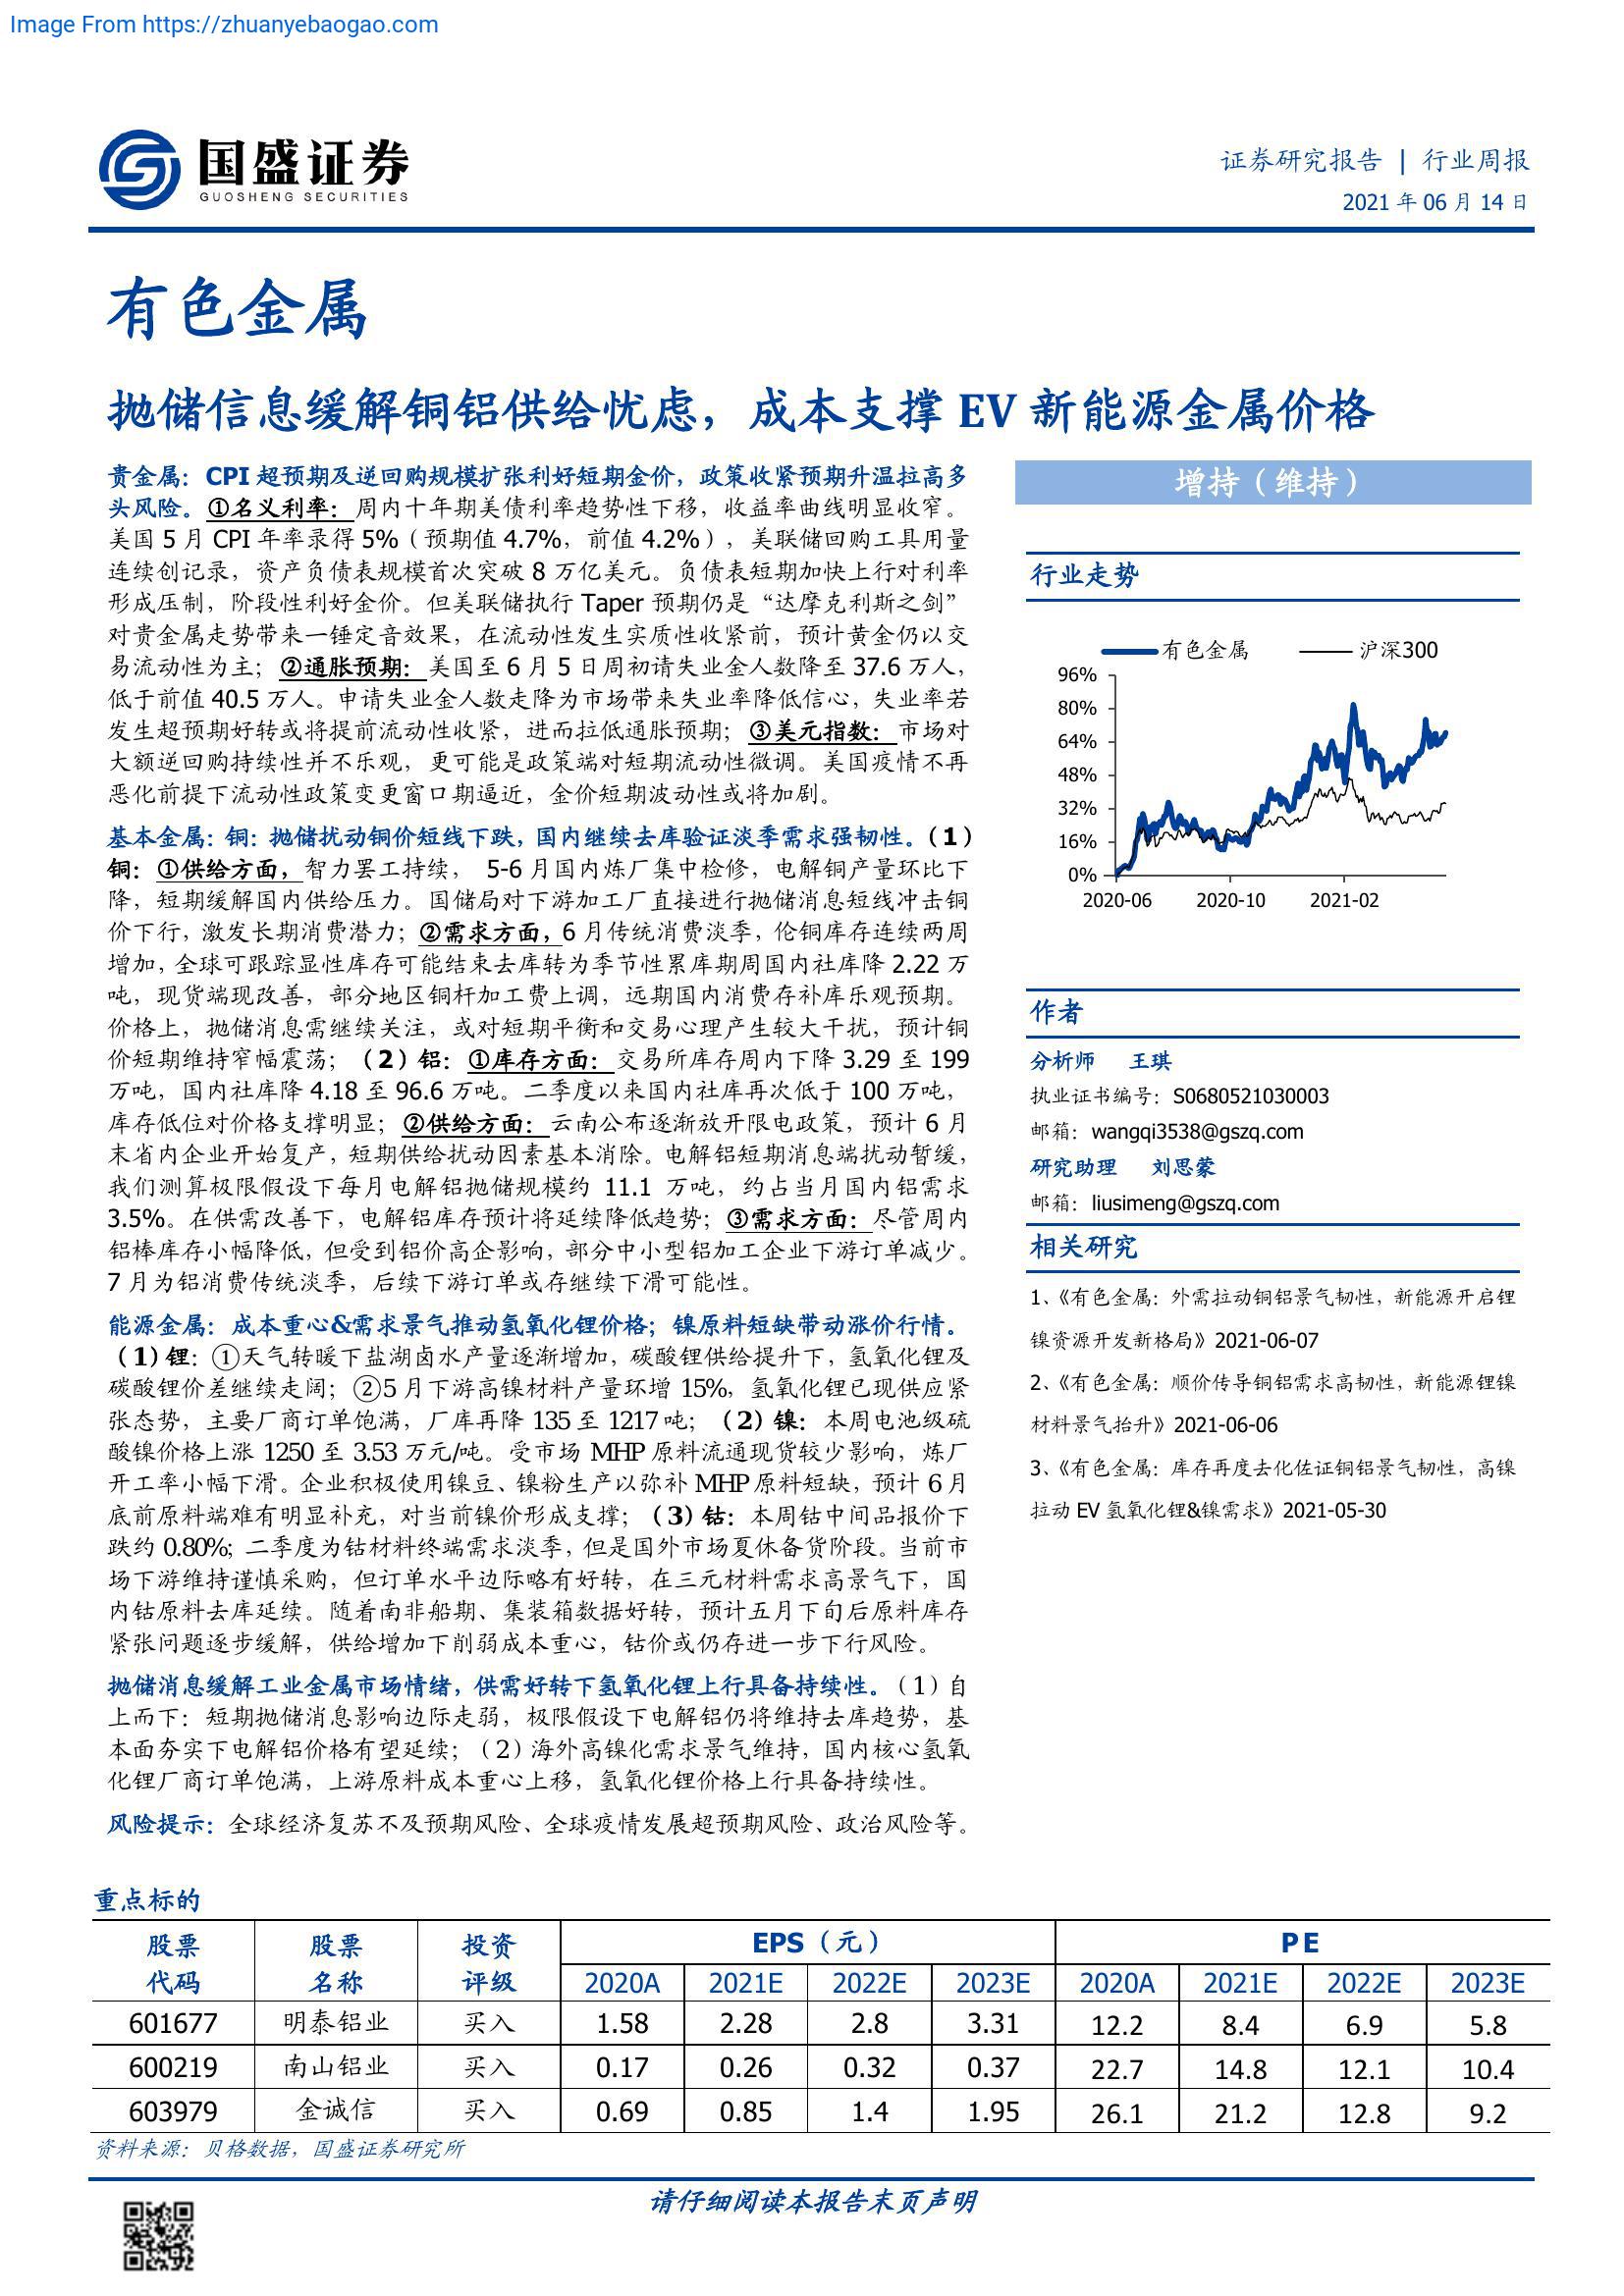 Image From https://zhuanyebaogao.com
国盛证券
GUOSHENG SECURITIES
证券研究报告 | 行业周报
2021 年 06 月 14 日
有色金属
抛储信息缓解铜铝供给忧虑，成本支撑 EV 新能源金属价格
贵金属：CPI 超预期及逆回购规模扩张利好短期金价，政策收紧预期升温拉高多
头风险。①名义利率：周内十年期美债利率趋势性下移，收益率曲线明显收窄。
美国 5 月 CPI 年率录得 5%（预期值 4.7%，前值 4.2%），美联储回购工具用量
连续创记录，资产负债表规模首次突破 8 万亿美元。负债表短期加快上行对利率
形成压制，阶段性利好金价。但美联储执行 Taper 预期仍是“达摩克利斯之剑”
对贵金属走势带来一锤定音效果，在流动性发生实质性收紧前，预计黄金仍以交
易流动性为主；②通胀预期：美国至 6 月 5 日周初请失业金人数降至 37.6 万人，
低于前值 40.5 万人。申请失业金人数走降为市场带来失业率降低信心，失业率若
发生超预期好转或将提前流动性收紧，进而拉低通胀预期；③美元指数：市场对
大额逆回购持续性并不乐观，更可能是政策端对短期流动性微调。美国疫情不再
恶化前提下流动性政策变更窗口期逼近，金价短期波动性或将加剧。
基本金属：铜：抛储扰动铜价短线下跌，国内继续去库验证淡季需求强韧性。（1）
铜：①供给方面，智力罢工持续， 5-6 月国内炼厂集中检修，电解铜产量环比下
降，短期缓解国内供给压力。国储局对下游加工厂直接进行抛储消息短线冲击铜
价下行，激发长期消费潜力；②需求方面，6 月传统消费淡季，伦铜库存连续两周
增加，全球可跟踪显性库存可能结束去库转为季节性累库期周国内社库降 2.22 万
吨，现货端现改善，部分地区铜杆加工费上调，远期国内消费存补库乐观预期。
价格上，抛储消息需继续关注，或对短期平衡和交易心理产生较大干扰，预计铜
价短期维持窄幅震荡；（2）铝：①库存方面：交易所库存周内下降 3.29 至 199
万吨，国内社库降 4.18 至 96.6 万吨。二季度以来国内社库再次低于 100 万吨，
库存低位对价格支撑明显；②供给方面：云南公布逐渐放开限电政策，预计 6 月
末省内企业开始复产，短期供给扰动因素基本消除。电解铝短期消息端扰动暂缓，
我们测算极限假设下每月电解铝抛储规模约 11.1 万吨，约占当月国内铝需求
3.5%。在供需改善下，电解铝库存预计将延续降低趋势；③需求方面：尽管周内
铝棒库存小幅降低，但受到铝价高企影响，部分中小型铝加工企业下游订单减少。
7 月为铝消费传统淡季，后续下游订单或存继续下滑可能性。
能源金属：成本重心&需求景气推动氢氧化锂价格；镍原料短缺带动涨价行情。
（1）锂：①天气转暖下盐湖卤水产量逐渐增加，碳酸锂供给提升下，氢氧化锂及
碳酸锂价差继续走阔；②5 月下游高镍材料产量环增 15%，氢氧化锂已现供应紧
张态势，主要厂商订单饱满，厂库再降 135 至 1217 吨；（2）镍：本周电池级硫
酸镍价格上涨 1250 至 3.53 万元/吨。受市场 MHP 原料流通现货较少影响，炼厂
开工率小幅下滑。企业积极使用镍豆、镍粉生产以弥补 MHP 原料短缺，预计 6 月
底前原料端难有明显补充，对当前镍价形成支撑；（3）钴：本周钴中间品报价下
跌约 0.80%；二季度为钴材料终端需求淡季，但是国外市场夏休备货阶段。当前市
场下游维持谨慎采购，但订单水平边际略有好转，在三元材料需求高景气下，国
内钴原料去库延续。随着南非船期、集装箱数据好转，预计五月下旬后原料库存
紧张问题逐步缓解，供给增加下削弱成本重心，钴价或仍存进一步下行风险。
抛储消息缓解工业金属市场情绪，供需好转下氢氧化锂上行具备持续性。（1）自
上而下：短期抛储消息影响边际走弱，极限假设下电解铝仍将维持去库趋势，基
本面夯实下电解铝价格有望延续；（2）海外高镍化需求景气维持，国内核心氢氧
化锂厂商订单饱满，上游原料成本重心上移，氢氧化锂价格上行具备持续性。
风险提示：全球经济复苏不及预期风险、全球疫情发展超预期风险、政治风险等。
增持（维持）
行业走势
有色金属 沪深300
96%
80%
64%
48%
32%
16%
0%
2020-06 2020-10 2021-02
作者
分析师 王琪
执业证书编号：S0680521030003
邮箱：wangqi3538@gszq.com
研究助理 刘思蒙
邮箱：liusimeng@gszq.com
相关研究
1、《有色金属：外需拉动铜铝景气韧性，新能源开启锂
镍资源开发新格局》2021-06-07
2、《有色金属：顺价传导铜铝需求高韧性，新能源锂镍
材料景气抬升》2021-06-06
3、《有色金属：库存再度去化佐证铜铝景气韧性，高镍
拉动 EV 氢氧化锂&镍需求》2021-05-30
重点标的
股票 股票 投资 EPS（元） PE
代码 名称 评级 2020A 2021E 2022E 2023E 2020A 2021E 2022E 2023E
601677 明泰铝业 买入 1.58 2.28 2.8 3.31 12.2 8.4 6.9 5.8
600219 南山铝业 买入 0.17 0.26 0.32 0.37 22.7 14.8 12.1 10.4
603979 金诚信 买入 0.69 0.85 1.4 1.95 26.1 21.2 12.8 9.2
资料来源：贝格数据，国盛证券研究所
请仔细阅读本报告末页声明